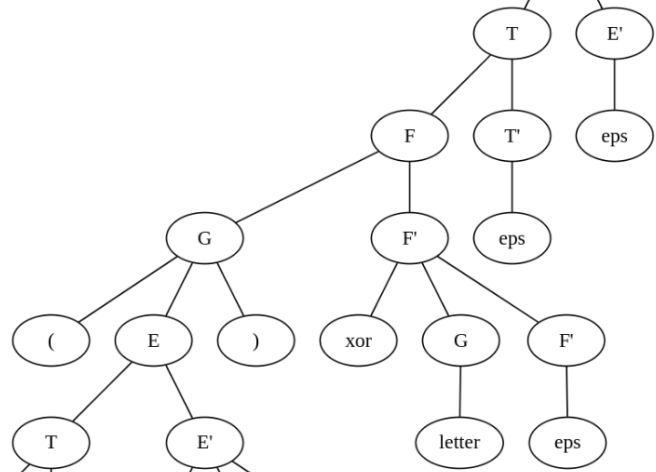 T E'
F T' eps
G F' eps
( E ) xor G F'
T E' letter eps